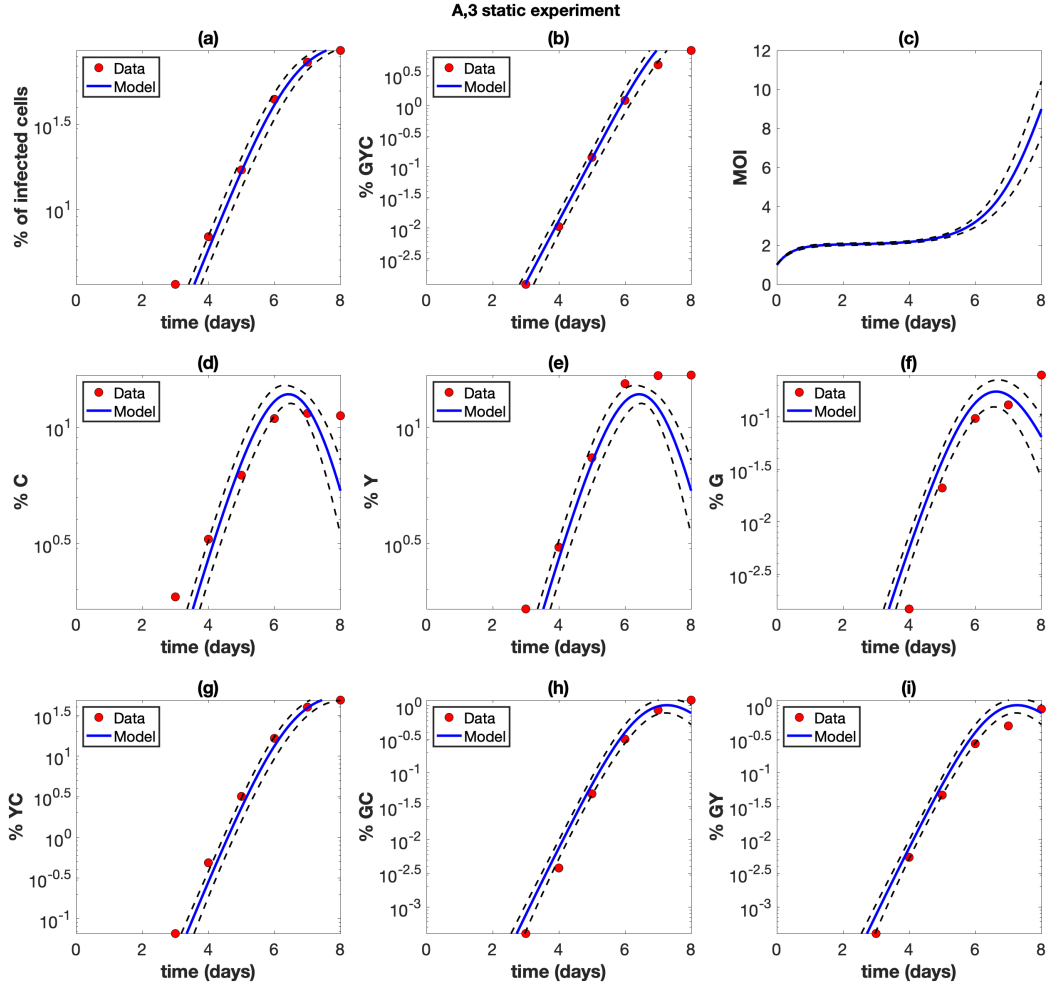 A,3 static experiment
(a)
% of infected cells
10^1.5
10^1
Data
Model
0 2 4 6 8
time (days)
(b)
% GYC
10^0.5
10^0
10^-0.5
10^-1
10^-1.5
10^-2
10^-2.5
Data
Model
0 2 4 6 8
time (days)
(c)
MOI
12
10
8
6
4
2
0
0 2 4 6 8
time (days)
(d)
% C
10^1
10^0.5
Data
Model
0 2 4 6 8
time (days)
(e)
% Y
10^1
10^0.5
Data
Model
0 2 4 6 8
time (days)
(f)
% G
10^-1
10^-1.5
10^-2
10^-2.5
Data
Model
0 2 4 6 8
time (days)
(g)
% YC
10^1.5
10^1
10^0.5
10^0
10^-0.5
10^-1
Data
Model
0 2 4 6 8
time (days)
(h)
% GC
10^0
10^-0.5
10^-1
10^-1.5
10^-2
10^-2.5
10^-3
Data
Model
0 2 4 6 8
time (days)
(i)
% GY
10^0
10^-0.5
10^-1
10^-1.5
10^-2
10^-2.5
10^-3
Data
Model
0 2 4 6 8
time (days)